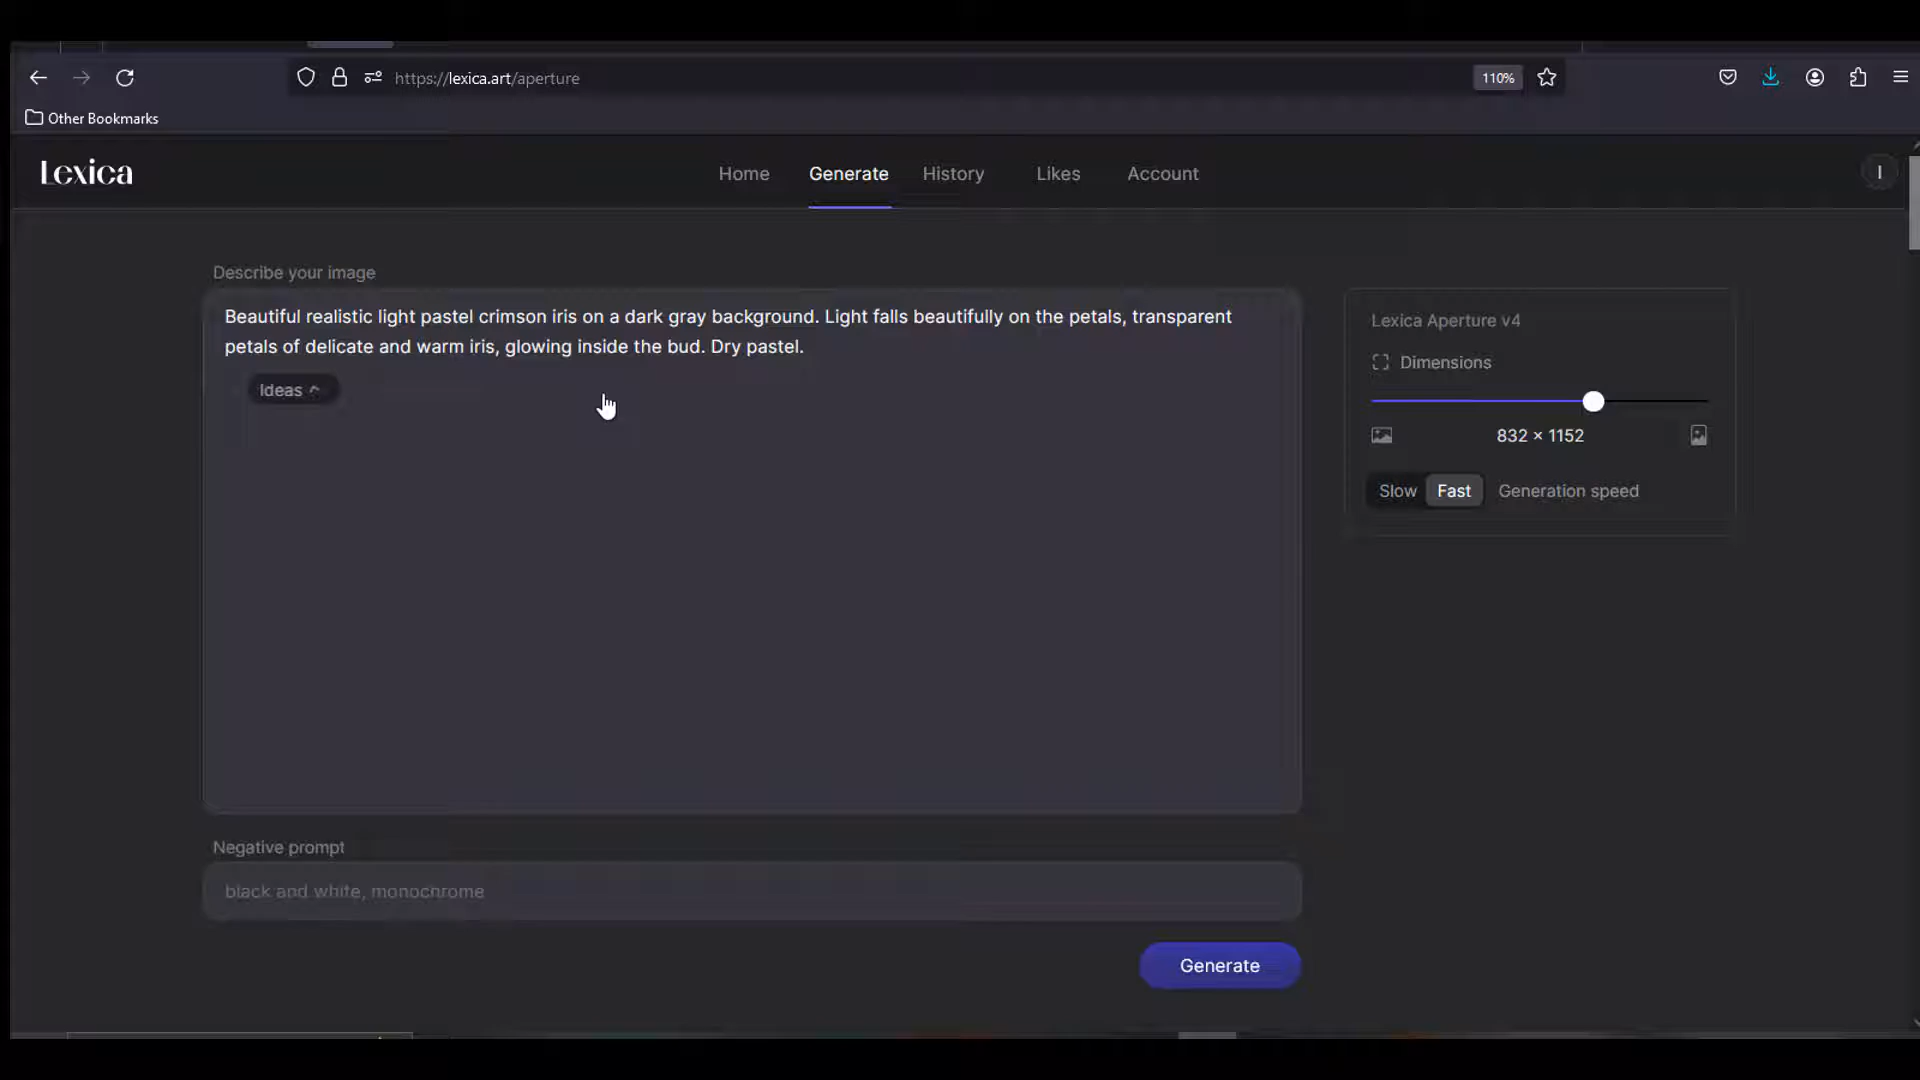 https://lexica.art/aperture
110%
Other Bookmarks
Lexica
Home Generate History Likes Account
I
Describe your image
Beautiful realistic light pastel crimson iris on a dark gray background. Light falls beautifully on the petals, transparent
petals of delicate and warm iris, glowing inside the bud. Dry pastel.
Ideas
Lexica Aperture v4
Dimensions
832 × 1152
Slow Fast Generation speed
Negative prompt
black and white, monochrome
Generate